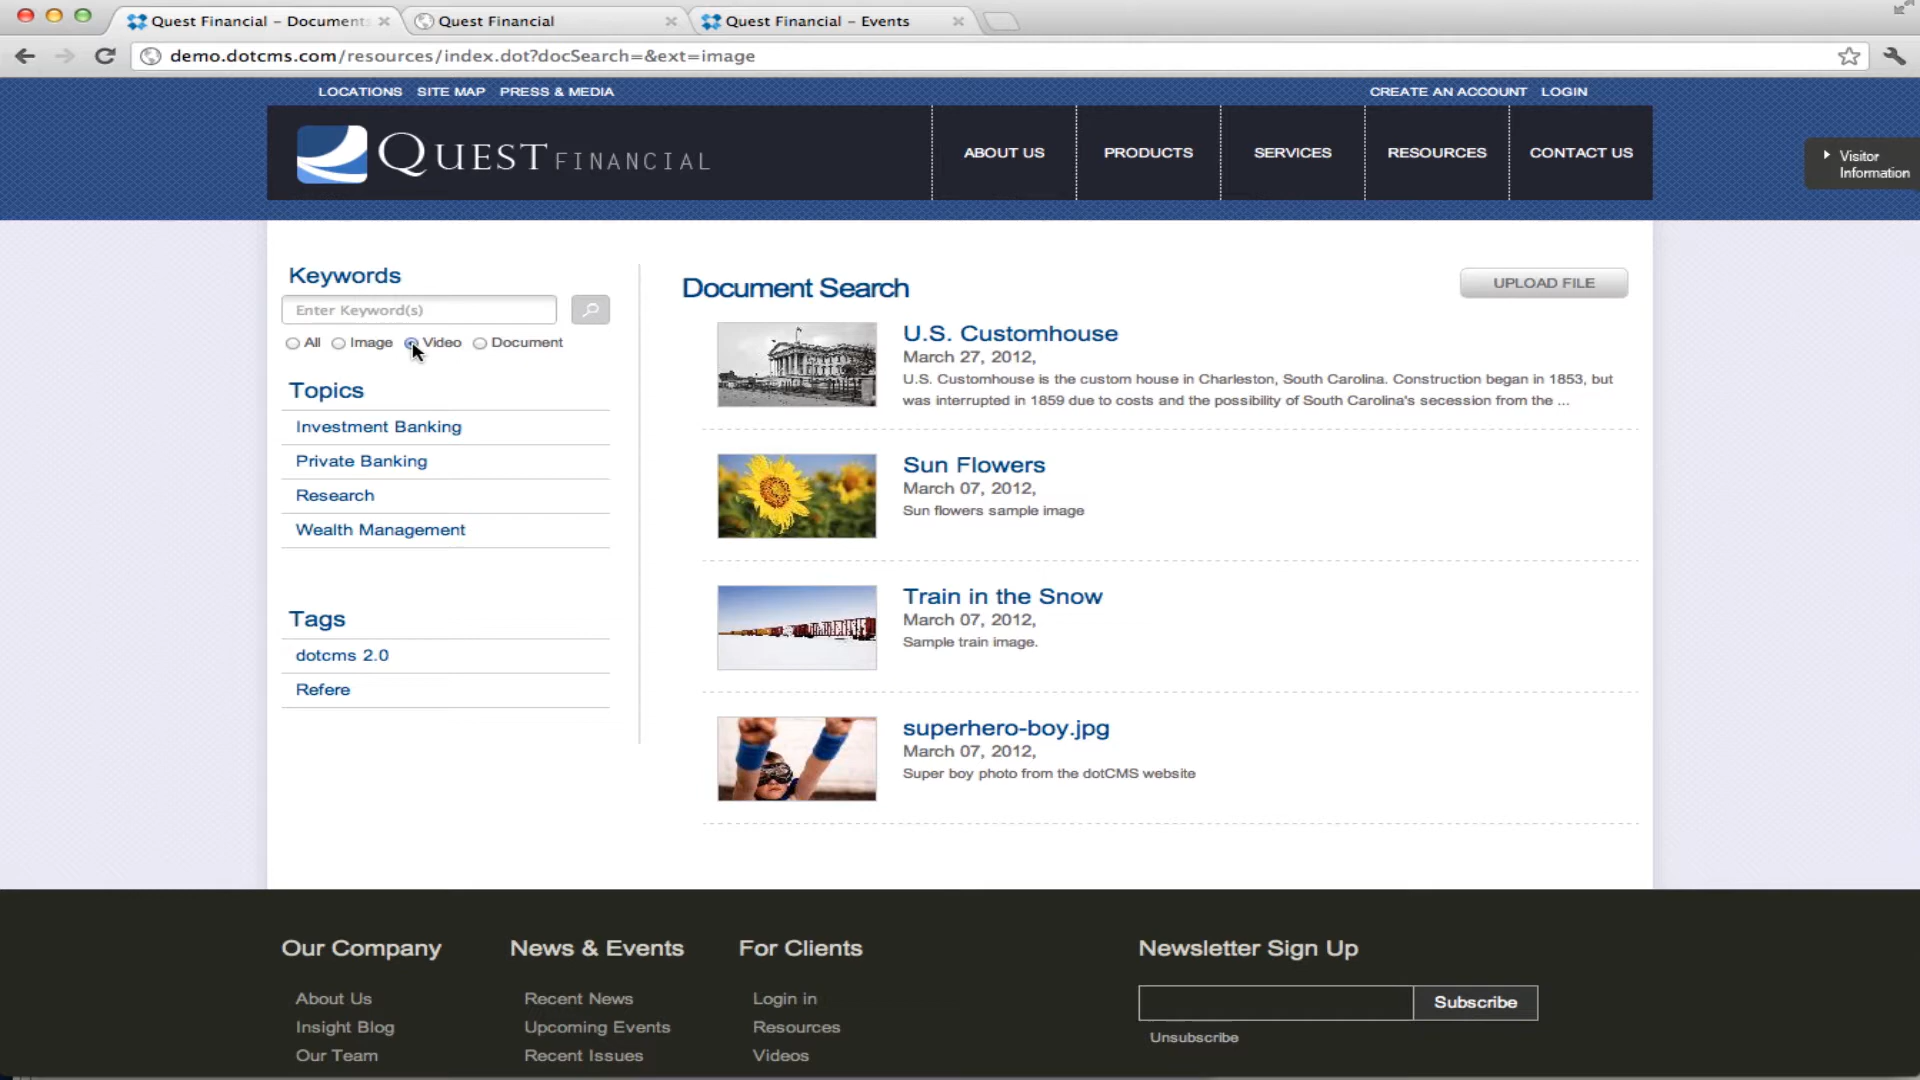 Quest Financial – Document
Quest Financial
Quest Financial – Events
demo.dotcms.com/resources/index.dot?docSearch=&ext=image
LOCATIONS SITE MAP PRESS & MEDIA
CREATE AN ACCOUNT LOGIN
QUEST FINANCIAL
ABOUT US
PRODUCTS
SERVICES
RESOURCES
CONTACT US
Visitor
Information
Keywords
Enter Keyword(s)
All Image Video Document
Topics
Investment Banking
Private Banking
Research
Wealth Management
Tags
dotcms 2.0
Refere
Document Search
UPLOAD FILE
U.S. Customhouse
March 27, 2012,
U.S. Customhouse is the custom house in Charleston, South Carolina. Construction began in 1853, but
was interrupted in 1859 due to costs and the possibility of South Carolina's secession from the ...
Sun Flowers
March 07, 2012,
Sun flowers sample image
Train in the Snow
March 07, 2012,
Sample train image.
superhero-boy.jpg
March 07, 2012,
Super boy photo from the dotCMS website
Our Company
About Us
Insight Blog
Our Team
News & Events
Recent News
Upcoming Events
Recent Issues
For Clients
Login in
Resources
Videos
Newsletter Sign Up
Subscribe
Unsubscribe